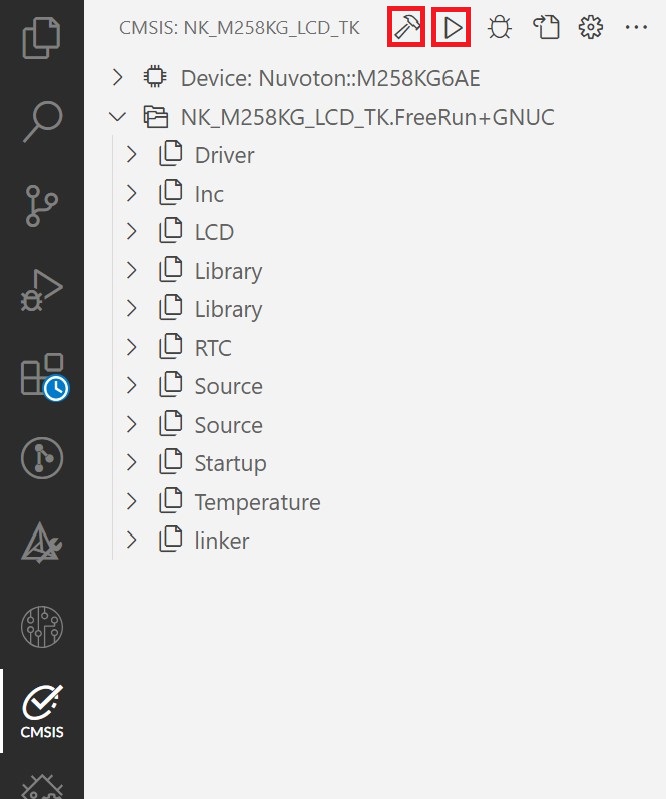 CMSIS: NK_M258KG_LCD_TK
Device: Nuvoton::M258KG6AE
NK_M258KG_LCD_TK.FreeRun+GNUC
Driver
Inc
LCD
Library
Library
RTC
Source
Source
Startup
Temperature
linker
CMSIS